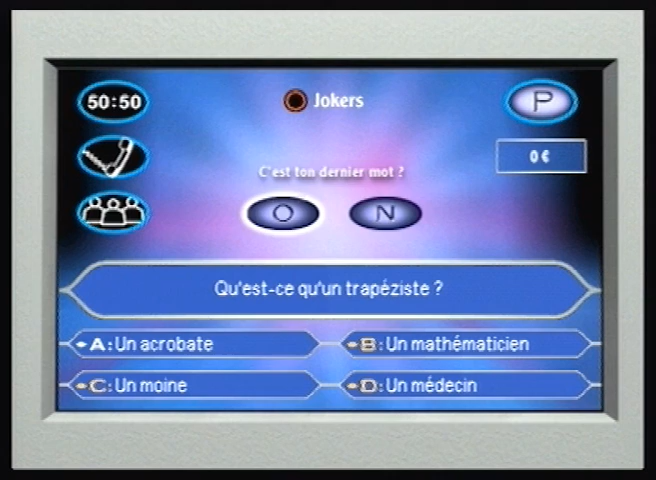 50:50
Jokers
P
0 €
C'est ton dernier mot ?
O
N
Qu'est-ce qu'un trapéziste ?
A: Un acrobate
B: Un mathématicien
C: Un moine
D: Un médecin